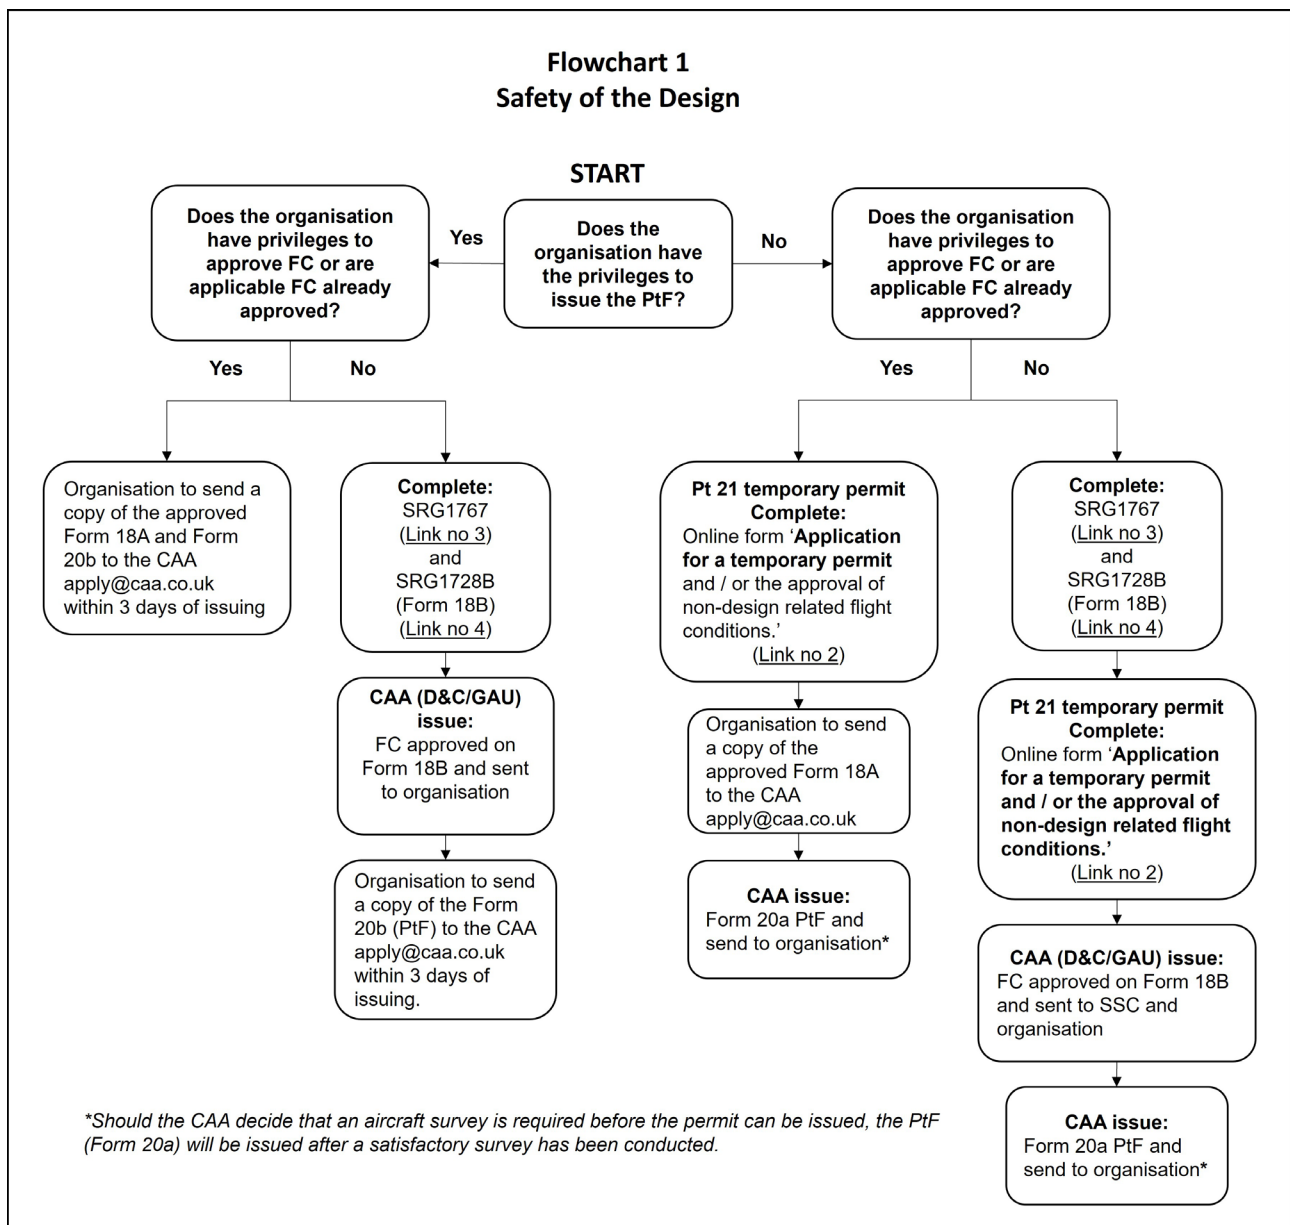 Flowchart 1
Safety of the Design
START
Does the organisation
have privileges to
approve FC or are
applicable FC already
approved?
Yes
Does the
organisation have
the privileges to
issue the PtF?
No
Does the organisation
have privileges to
approve FC or are
applicable FC already
approved?
Yes
No
Yes
No
Organisation to send a
copy of the approved
Form 18A and Form
20b to the CAA
apply@caa.co.uk
within 3 days of issuing
Complete:
SRG1767
(Link no 3)
and
SRG1728B
(Form 18B)
(Link no 4)
CAA (D&C/GAU)
issue:
FC approved on
Form 18B and sent
to organisation
Organisation to send
a copy of the Form
20b (PtF) to the CAA
apply@caa.co.uk
within 3 days of
issuing.
Pt 21 temporary permit
Complete:
Online form ‘Application
for a temporary permit
and / or the approval of
non-design related flight
conditions.’
(Link no 2)
Organisation to send
a copy of the
approved Form 18A
to the CAA
apply@caa.co.uk
CAA issue:
Form 20a PtF and
send to organisation*
Complete:
SRG1767
(Link no 3)
and
SRG1728B
(Form 18B)
(Link no 4)
Pt 21 temporary permit
Complete:
Online form ‘Application
for a temporary permit
and / or the approval of
non-design related flight
conditions.’
(Link no 2)
CAA (D&C/GAU) issue:
FC approved on Form 18B
and sent to SSC and
organisation
CAA issue:
Form 20a PtF and
send to organisation*
*Should the CAA decide that an aircraft survey is required before the permit can be issued, the PtF
(Form 20a) will be issued after a satisfactory survey has been conducted.